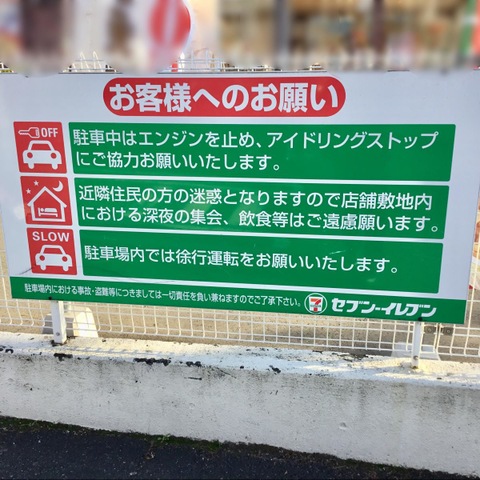 お客様へのお願い
OFF
駐車中はエンジンを止め、アイドリングストップ
にご協力お願いいたします。
近隣住民の方の迷惑となりますので店舗敷地内
における深夜の集会、飲食等はご遠慮願います。
SLOW
駐車場内では徐行運転をお願いいたします。
駐車場内における事故・盗難等につきましては一切責任を負い兼ねますのでご了承下さい。
セブン-イレブン